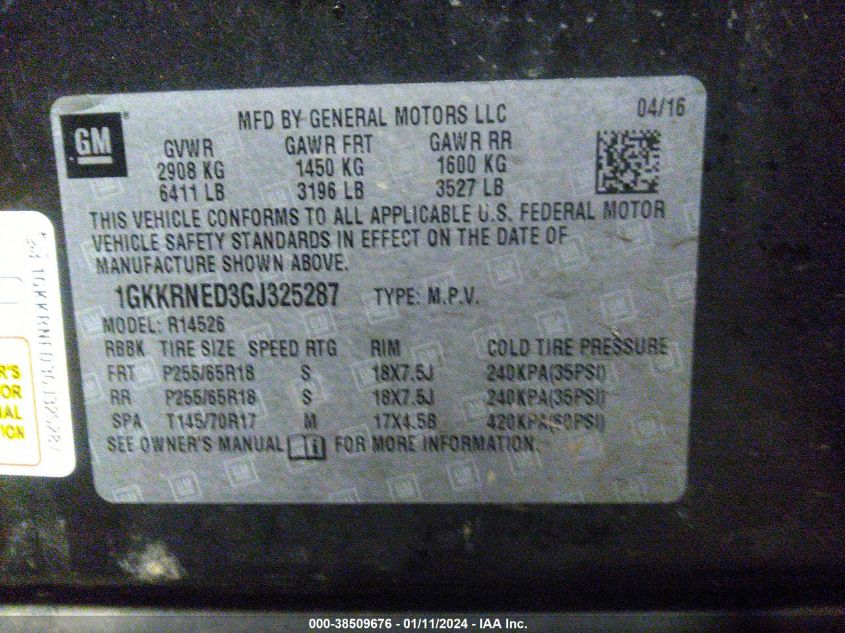 MFD BY GENERAL MOTORS LLC 04/16
GM
GVWR GAWR FRT GAWR RR
2908 KG 1450 KG 1600 KG
6411 LB 3196 LB 3527 LB
THIS VEHICLE CONFORMS TO ALL APPLICABLE U.S. FEDERAL MOTOR
VEHICLE SAFETY STANDARDS IN EFFECT ON THE DATE OF
MANUFACTURE SHOWN ABOVE.
1GKKRNED3GJ325287 TYPE: M.P.V.
MODEL: R14526
RBBK TIRE SIZE SPEED RTG RIM COLD TIRE PRESSURE
FRT P255/65R18 S 18X7.5J 240KPA(35PSI)
RR P255/65R18 S 18X7.5J 240KPA(35PSI)
SPA T145/70R17 M 17X4.5B 420KPA(60PSI)
SEE OWNER'S MANUAL FOR MORE INFORMATION.
1GKKRNED3GJ325287
000-38509676 - 01/11/2024 - IAA Inc.